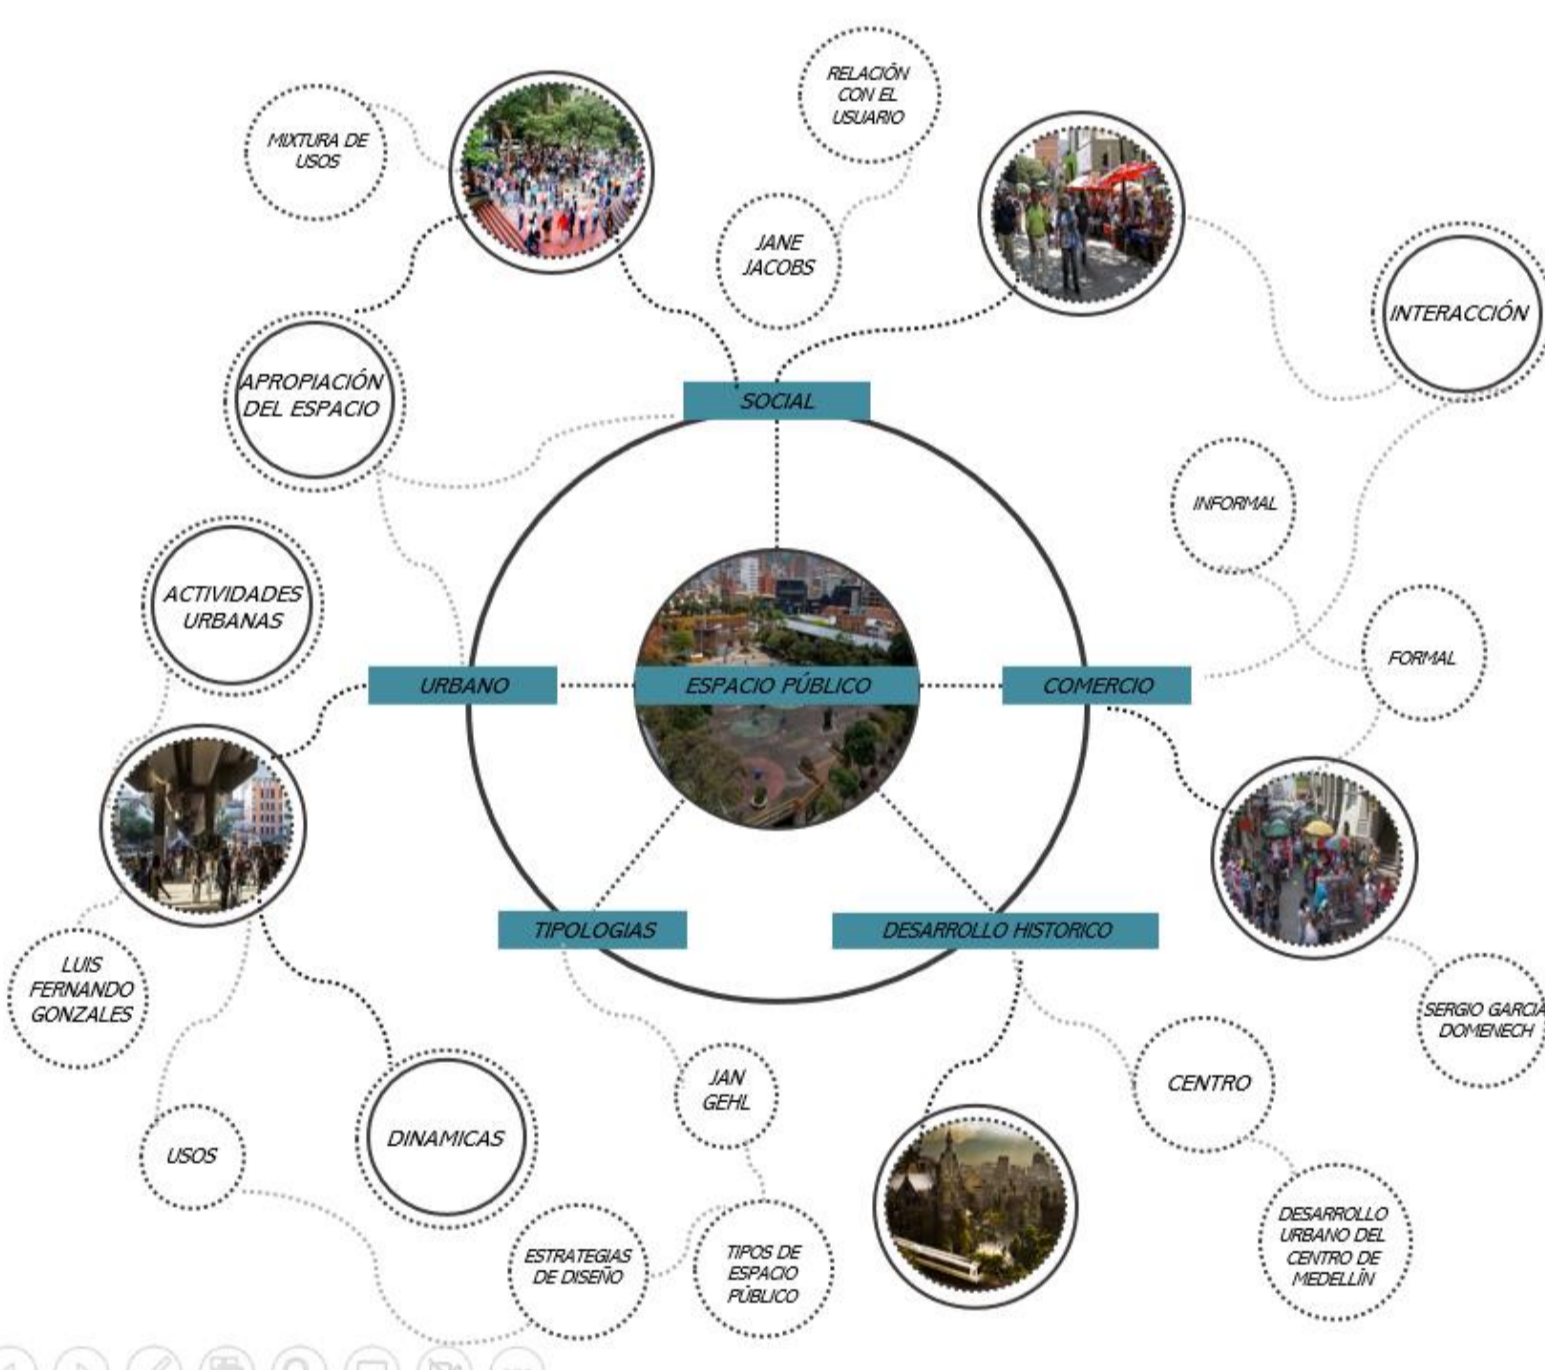 RELACIÓN
CON EL
USUARIO
MIXTURA DE
USOS
JANE
JACOBS
INTERACCIÓN
APROPIACIÓN
DEL ESPACIO
SOCIAL
INFORMAL
ACTIVIDADES
URBANAS
FORMAL
URBANO
ESPACIO PÚBLICO
COMERCIO
TIPOLOGIAS
DESARROLLO HISTORICO
LUIS
FERNANDO
GONZALES
SERGIO GARCIA
DOMENECH
JAN
GEHL
CENTRO
DINAMICAS
USOS
ESTRATEGIAS
DE DISEÑO
TIPOS DE
ESPACIO
PÚBLICO
DESARROLLO
URBANO DEL
CENTRO DE
MEDELLÍN